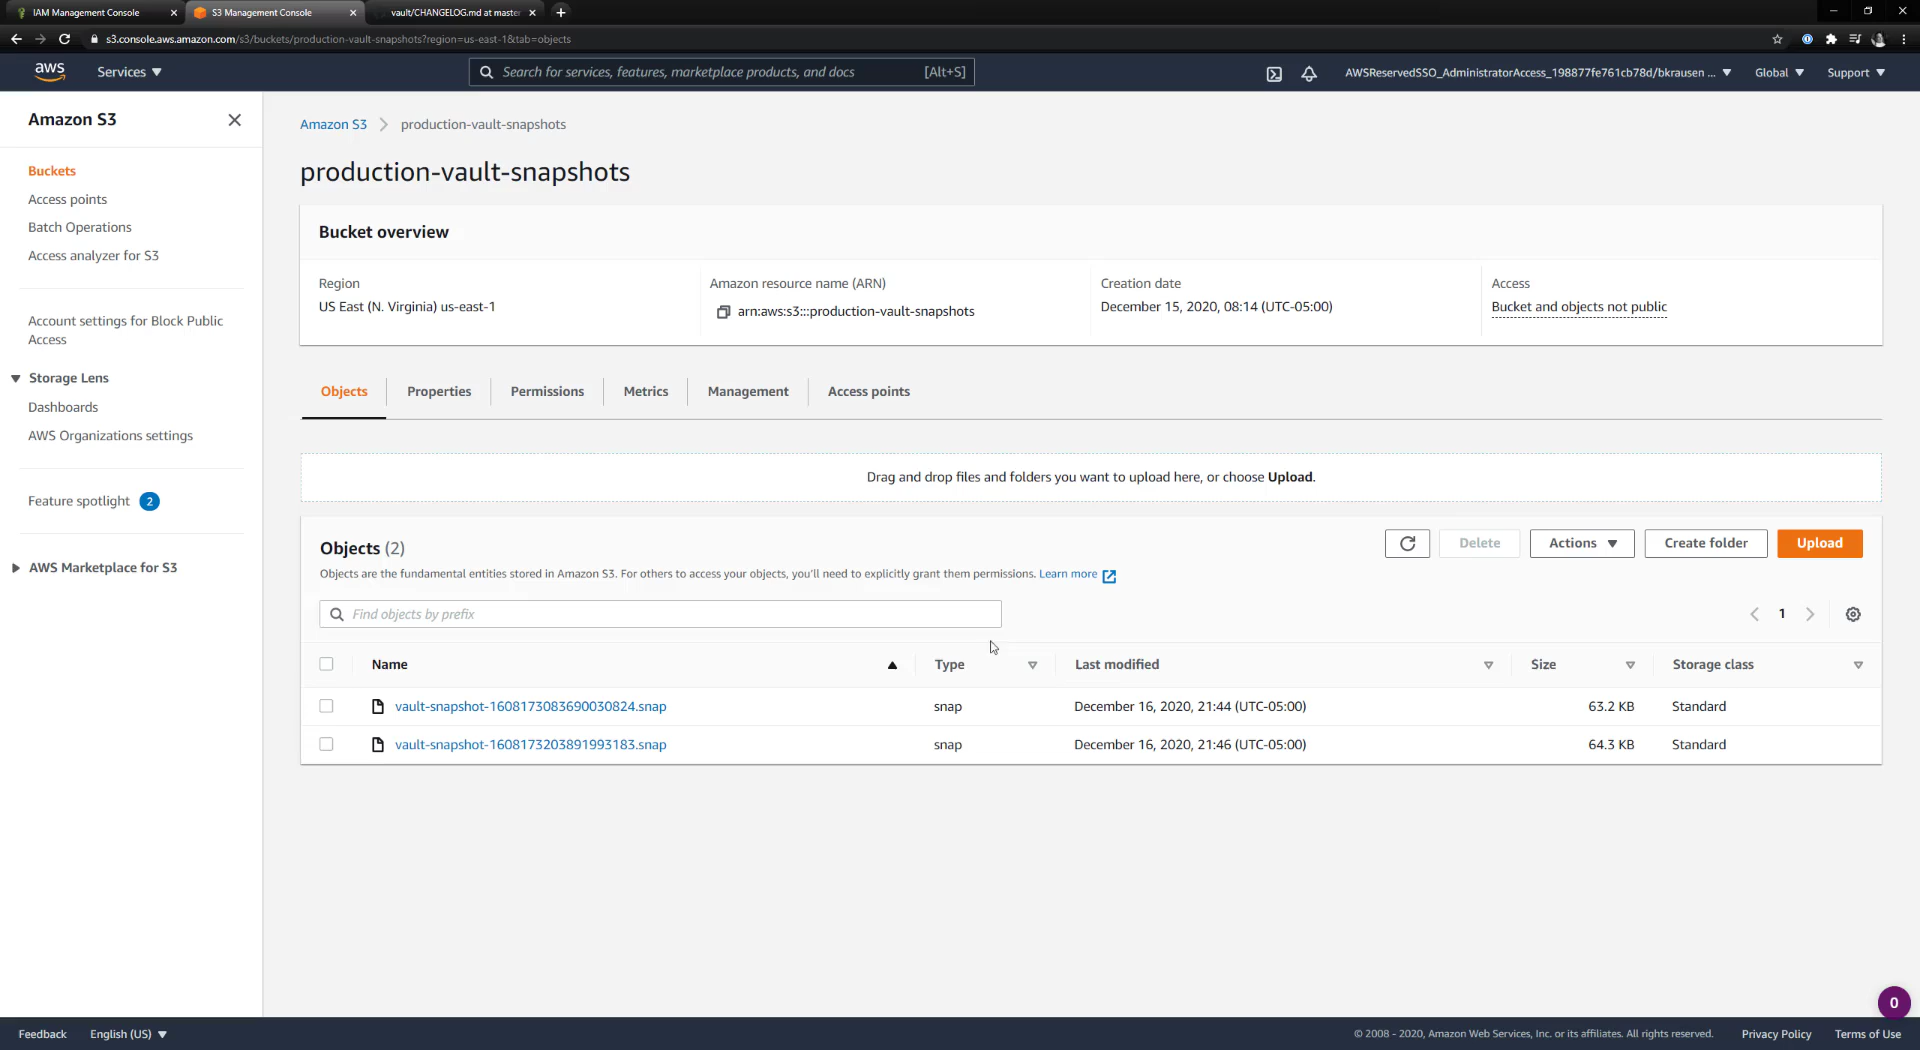 IAM Management Console
S3 Management Console
vault/CHANGELOG.md at master
s3.console.aws.amazon.com/s3/buckets/production-vault-snapshots?region=us-east-1&tab=objects
aws
Services
Search for services, features, marketplace products, and docs
[Alt+S]
AWSReservedSSO_AdministratorAccess_198877fe761cb78d/bkrausen ...
Global
Support
Amazon S3
Buckets
Access points
Batch Operations
Access analyzer for S3
Account settings for Block Public
Access
Storage Lens
Dashboards
AWS Organizations settings
Feature spotlight 2
AWS Marketplace for S3
Amazon S3
production-vault-snapshots
production-vault-snapshots
Bucket overview
Region
US East (N. Virginia) us-east-1
Amazon resource name (ARN)
arn:aws:s3:::production-vault-snapshots
Creation date
December 15, 2020, 08:14 (UTC-05:00)
Access
Bucket and objects not public
Objects
Properties
Permissions
Metrics
Management
Access points
Drag and drop files and folders you want to upload here, or choose Upload.
Objects (2)
Delete
Actions
Create folder
Upload
Objects are the fundamental entities stored in Amazon S3. For others to access your objects, you'll need to explicitly grant them permissions. Learn more
Find objects by prefix
1
Name
Type
Last modified
Size
Storage class
vault-snapshot-1608173083690030824.snap
snap
December 16, 2020, 21:44 (UTC-05:00)
63.2 KB
Standard
vault-snapshot-1608173203891993183.snap
snap
December 16, 2020, 21:46 (UTC-05:00)
64.3 KB
Standard
0
Feedback
English (US)
© 2008 - 2020, Amazon Web Services, Inc. or its affiliates. All rights reserved.
Privacy Policy
Terms of Use